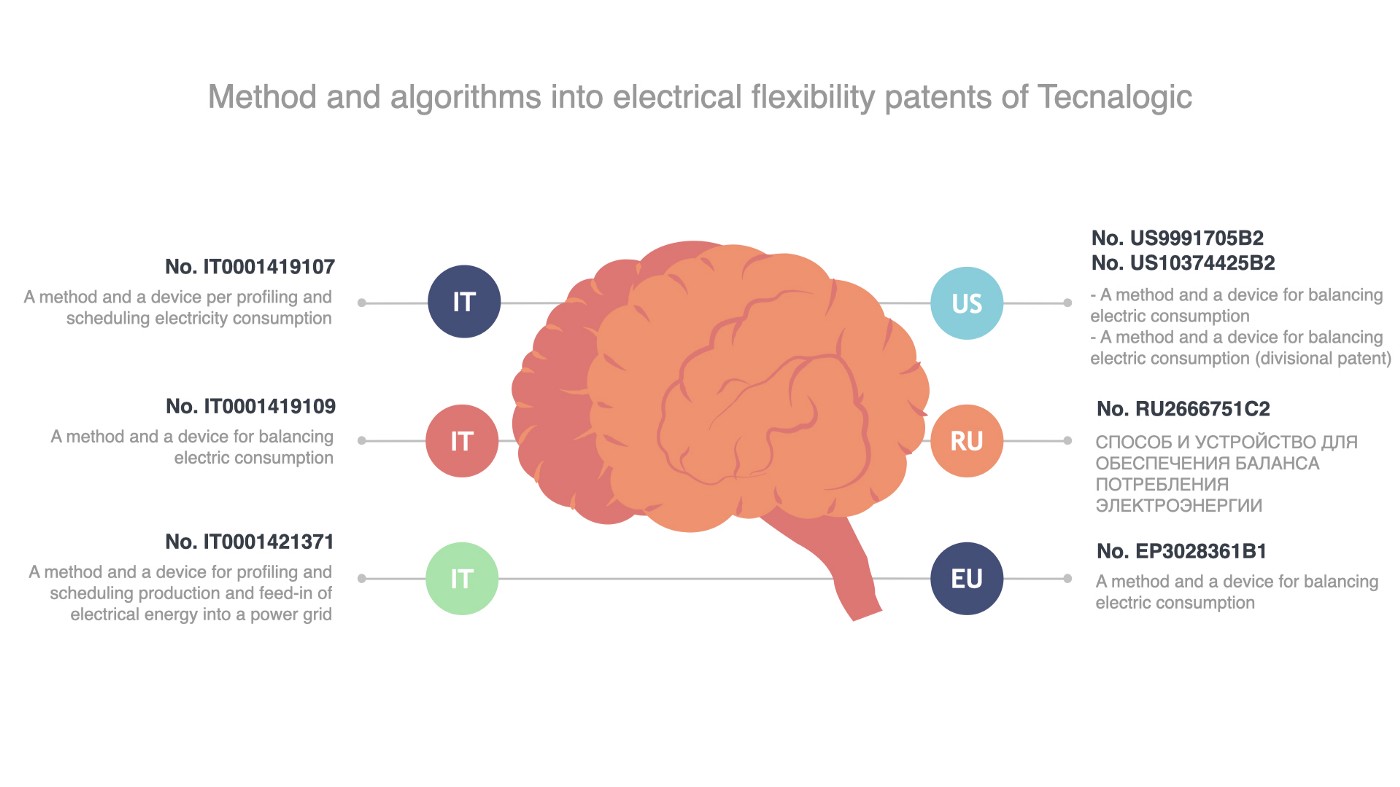 Method and algorithms into electrical flexibility patents of Tecnalogic
No. IT0001419107
A method and a device per profiling and
scheduling electricity consumption
IT
No. IT0001419109
A method and a device for balancing
electric consumption
IT
No. IT0001421371
A method and a device for profiling and
scheduling production and feed-in of
electrical energy into a power grid
IT
US
No. US9991705B2
No. US10374425B2
- A method and a device for balancing
electric consumption
- A method and a device for balancing
electric consumption (divisional patent)
RU
No. RU2666751C2
СПОСОБ И УСТРОЙСТВО ДЛЯ
ОБЕСПЕЧЕНИЯ БАЛАНСА
ПОТРЕБЛЕНИЯ
ЭЛЕКТРОЭНЕРГИИ
EU
No. EP3028361B1
A method and a device for balancing
electric consumption